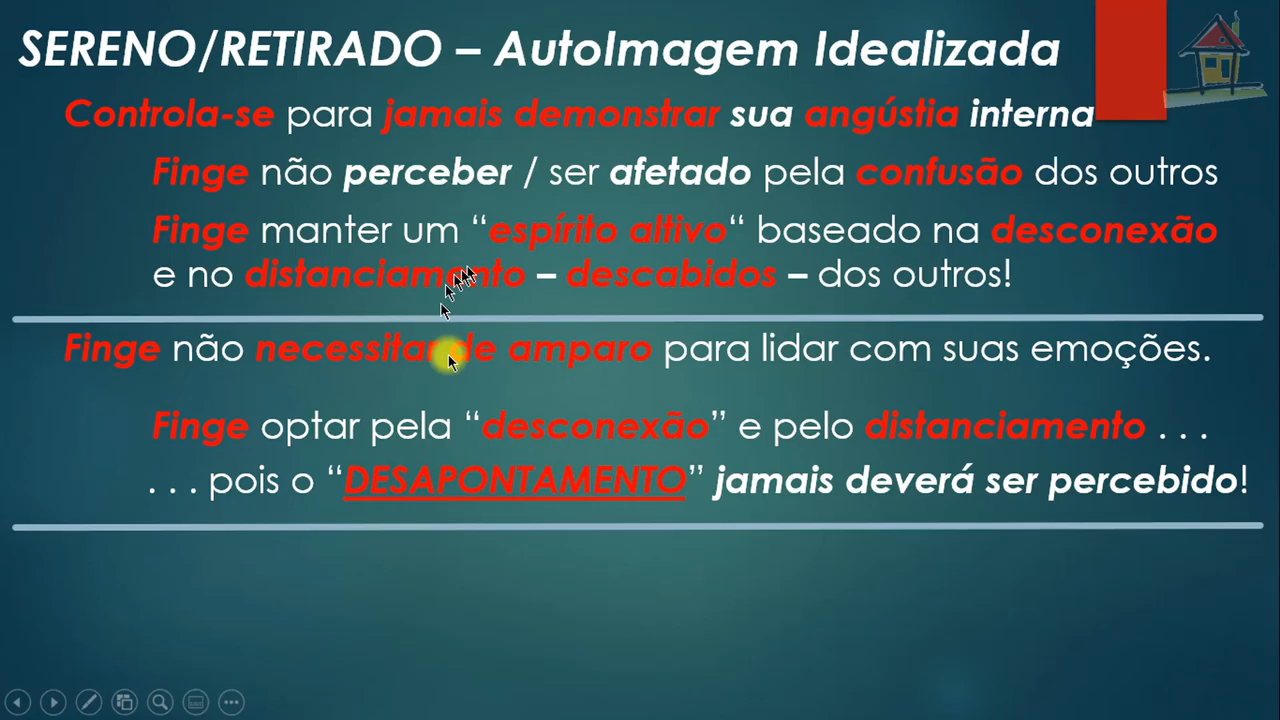 SERENO/RETIRADO – AutoImagem Idealizada
Controla-se para jamais demonstrar sua angústia interna
Finge não perceber / ser afetado pela confusão dos outros
Finge manter um “espírito altivo“ baseado na desconexão
e no distanciamento – descabidos – dos outros!
Finge não necessitar de amparo para lidar com suas emoções.
Finge optar pela “desconexão” e pelo distanciamento . . .
. . . pois o “DESAPONTAMENTO” jamais deverá ser percebido!